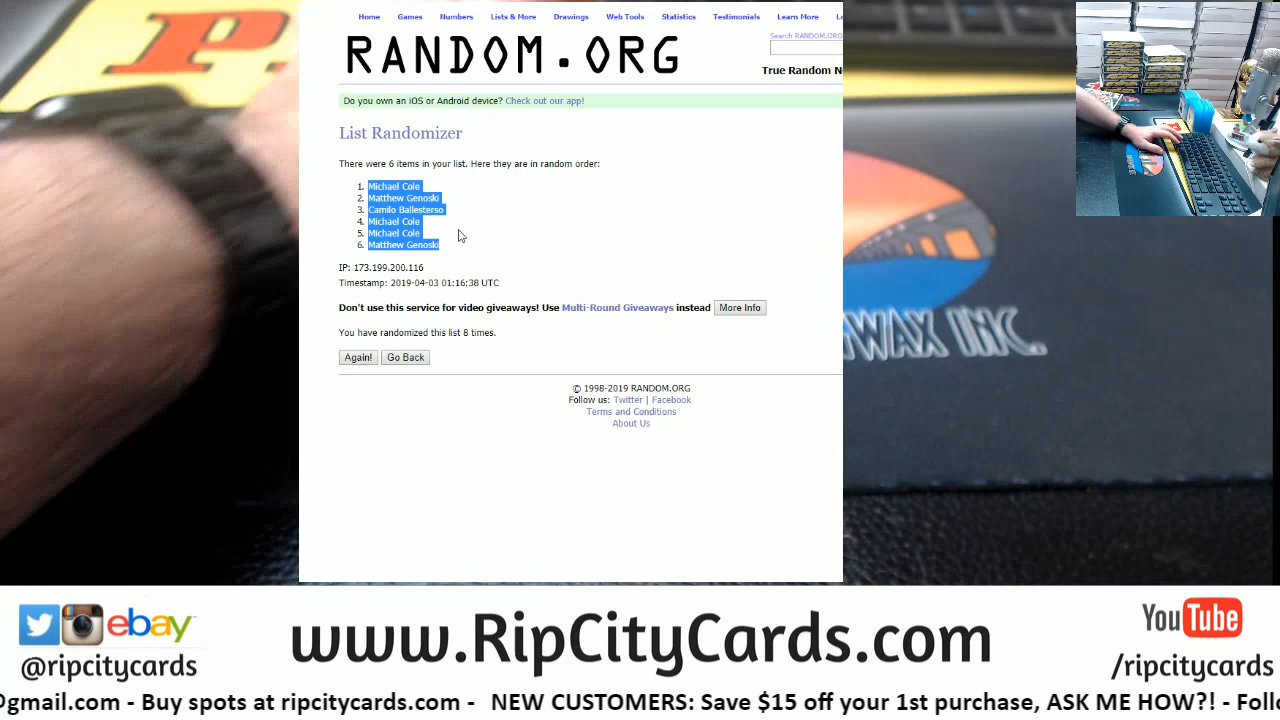 Home Games Numbers Lists & More Drawings Web Tools Statistics Testimonials Learn More
Search RANDOM.ORG
RANDOM.ORG
True Random
Do you own an iOS or Android device? Check out our app!
List Randomizer
There were 6 items in your list. Here they are in random order:
1. Michael Cole
2. Matthew Genoski
3. Camilo Ballesterso
4. Michael Cole
5. Michael Cole
6. Matthew Genoski
IP: 173.199.200.116
Timestamp: 2019-04-03 01:16:38 UTC
Don't use this service for video giveaways! Use Multi-Round Giveaways instead More Info
You have randomized this list 8 times.
Again! Go Back
© 1998-2019 RANDOM.ORG
Follow us: Twitter | Facebook
Terms and Conditions
About Us
WAX INC.
ebay
@ripcitycards
www.RipCityCards.com
YouTube
/ripcitycards
@gmail.com - Buy spots at ripcitycards.com - NEW CUSTOMERS: Save $15 off your 1st purchase, ASK ME HOW?! - Follo